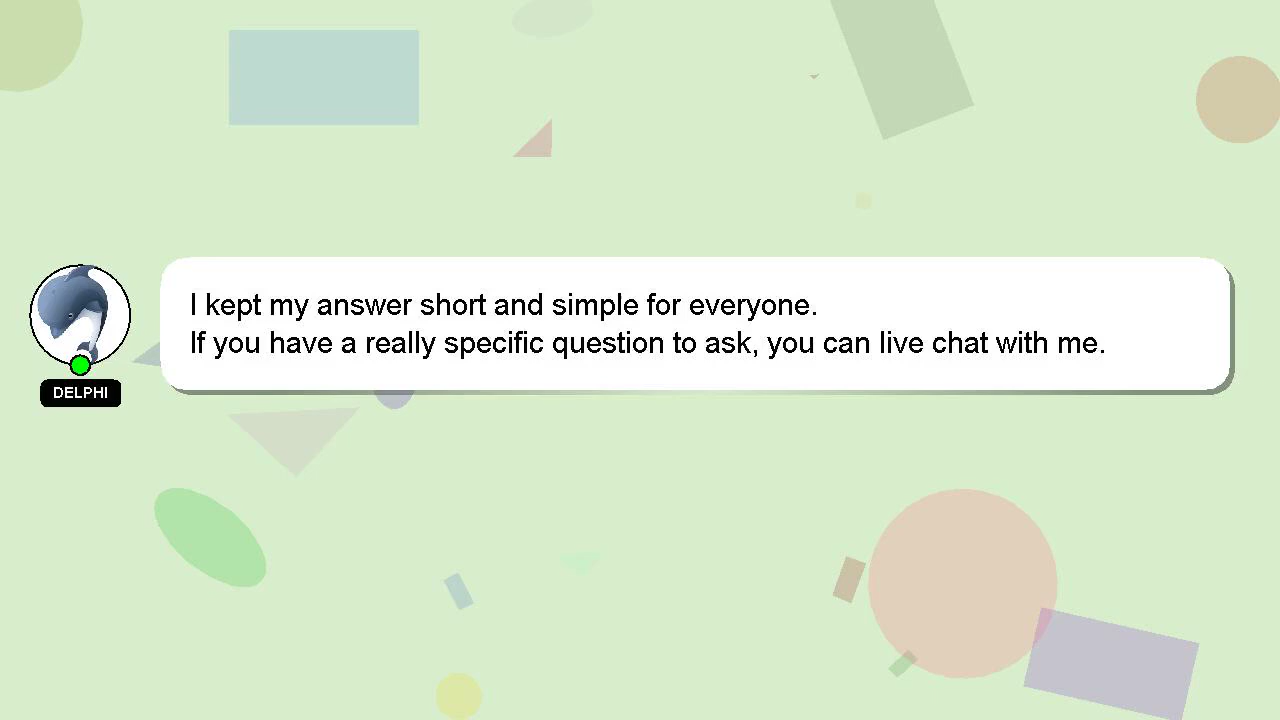 I kept my answer short and simple for everyone.
If you have a really specific question to ask, you can live chat with me.
DELPHI